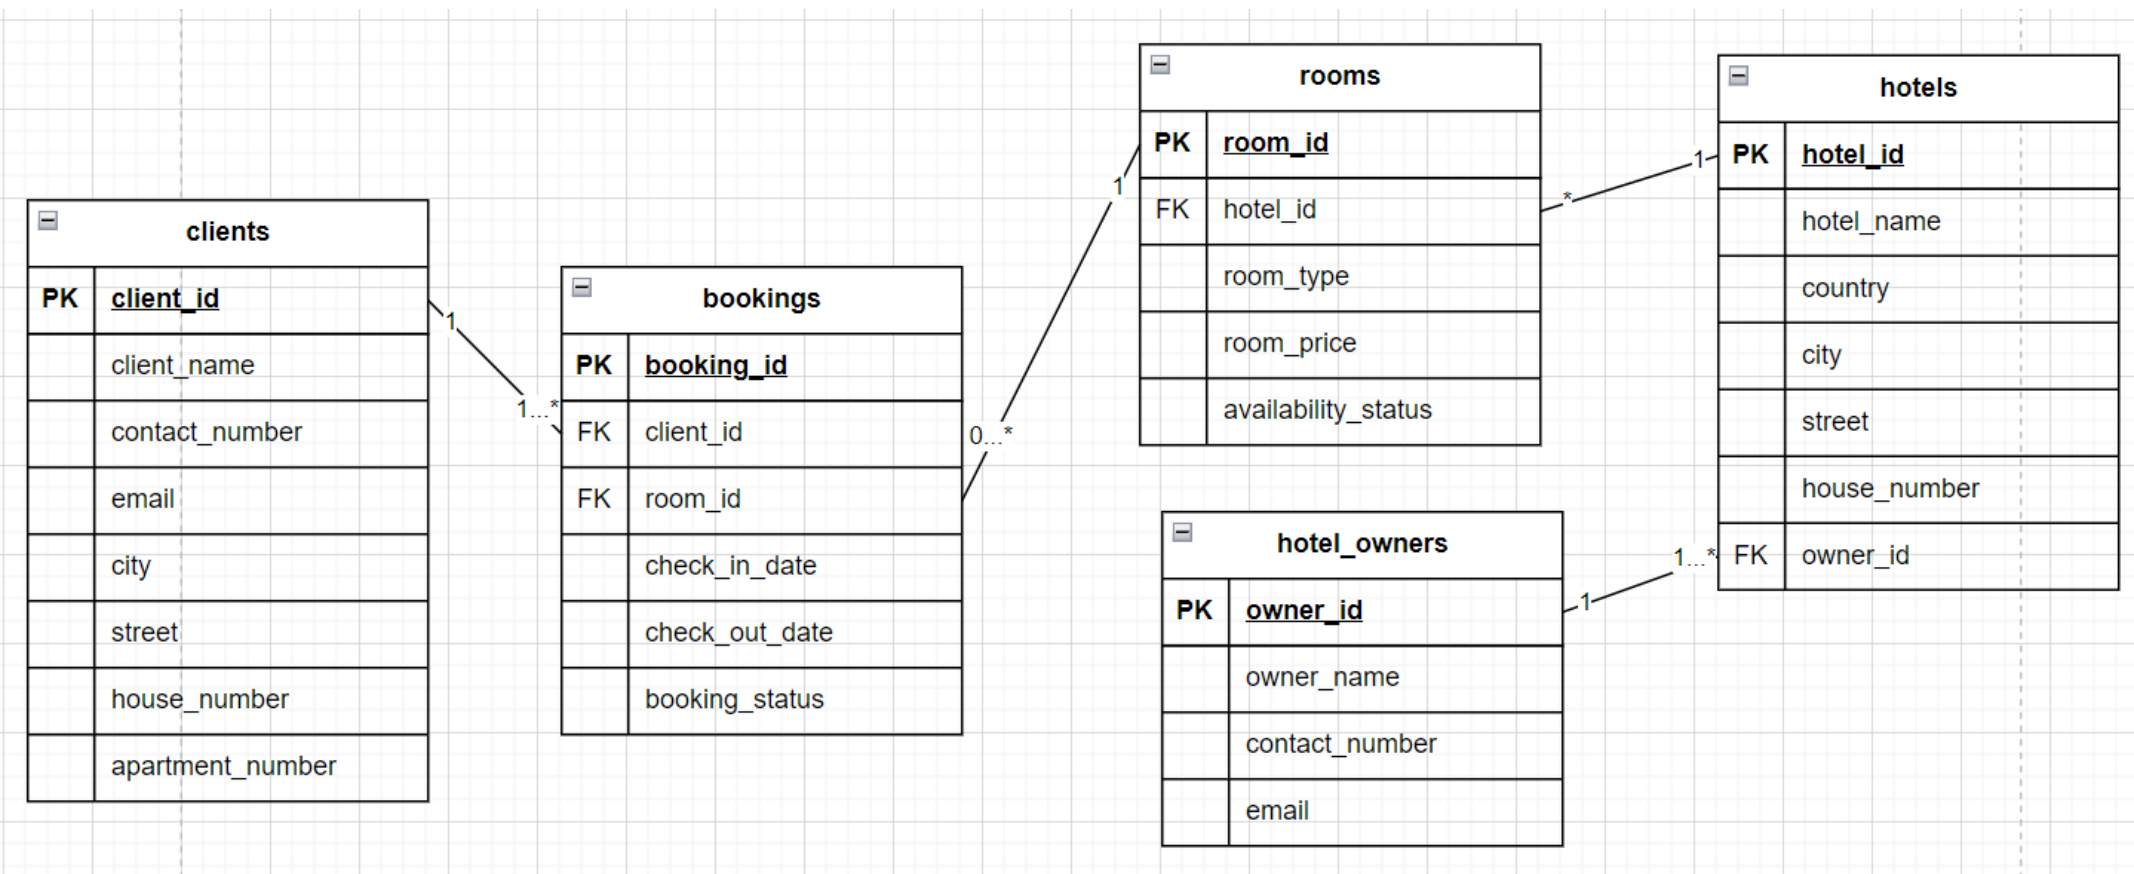 clients
PK client_id
client_name
contact_number
email
city
street
house_number
apartment_number
1
1...*
bookings
PK booking_id
FK client_id
FK room_id
check_in_date
check_out_date
booking_status
0...*
1
rooms
PK room_id
FK hotel_id
room_type
room_price
availability_status
*
1
hotels
PK hotel_id
hotel_name
country
city
street
house_number
FK owner_id
hotel_owners
PK owner_id
owner_name
contact_number
email
1
1...*